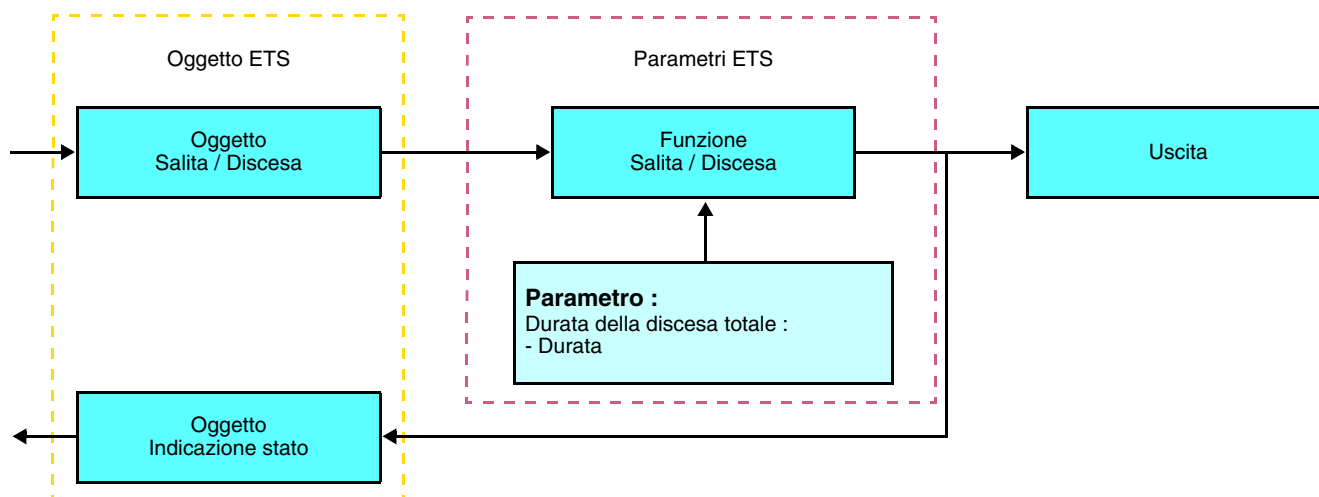 Oggetto ETS
Parametri ETS
Oggetto
Salita / Discesa
Funzione
Salita / Discesa
Uscita
Parametro :
Durata della discesa totale :
- Durata
Oggetto
Indicazione stato